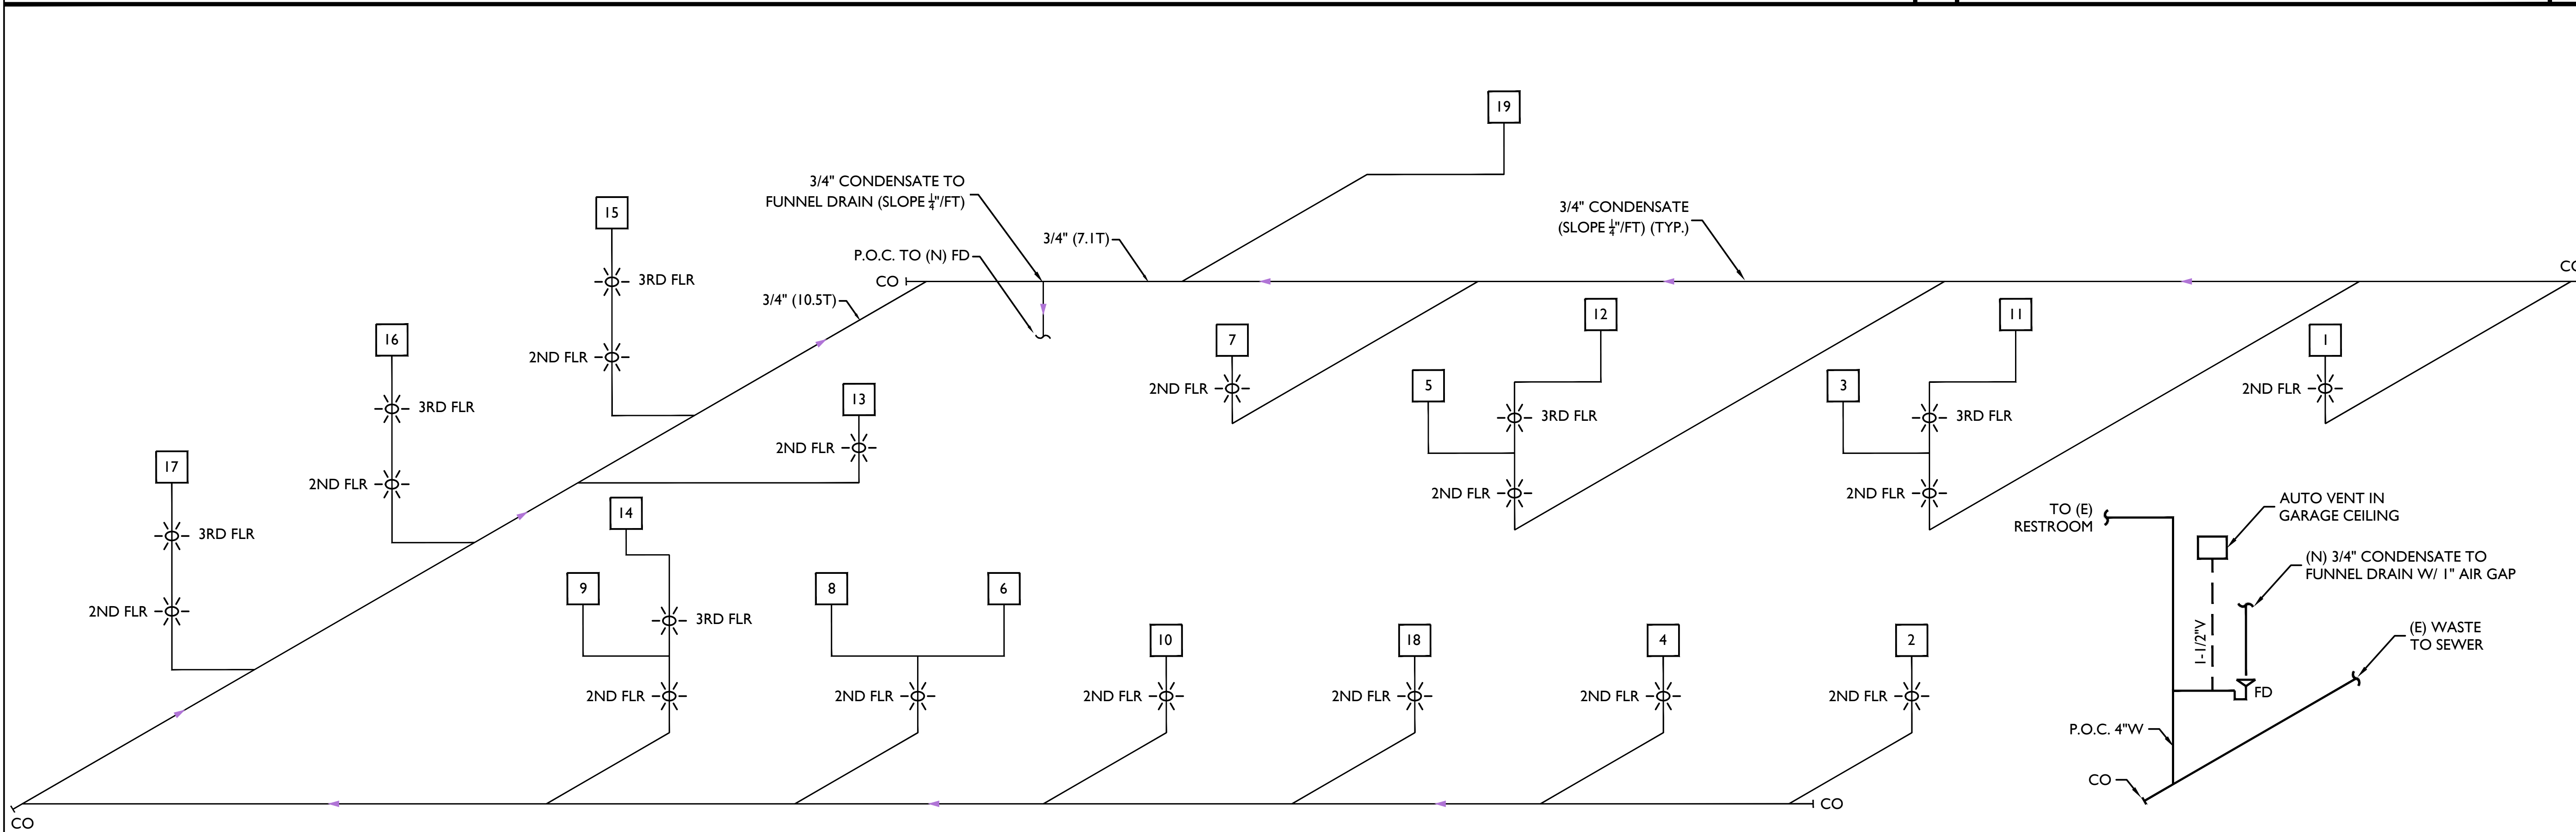 19
3/4" CONDENSATE TO
FUNNEL DRAIN (SLOPE 1/4"/FT)
15
3/4" CONDENSATE
(SLOPE 1/4"/FT) (TYP.)
3/4" (7.1T)
P.O.C. TO (N) FD
CO
CO
3RD FLR
3/4" (10.5T)
12
11
16
7
1
2ND FLR
5
3
13
2ND FLR
2ND FLR
3RD FLR
3RD FLR
3RD FLR
2ND FLR
17
2ND FLR
2ND FLR
2ND FLR
AUTO VENT IN
GARAGE CEILING
TO (E)
RESTROOM
14
3RD FLR
(N) 3/4" CONDENSATE TO
FUNNEL DRAIN W/ 1" AIR GAP
9
8
6
2ND FLR
3RD FLR
10
18
4
2
1-1/2"V
(E) WASTE
TO SEWER
2ND FLR
2ND FLR
2ND FLR
2ND FLR
2ND FLR
2ND FLR
FD
P.O.C. 4"W
CO
CO
CO